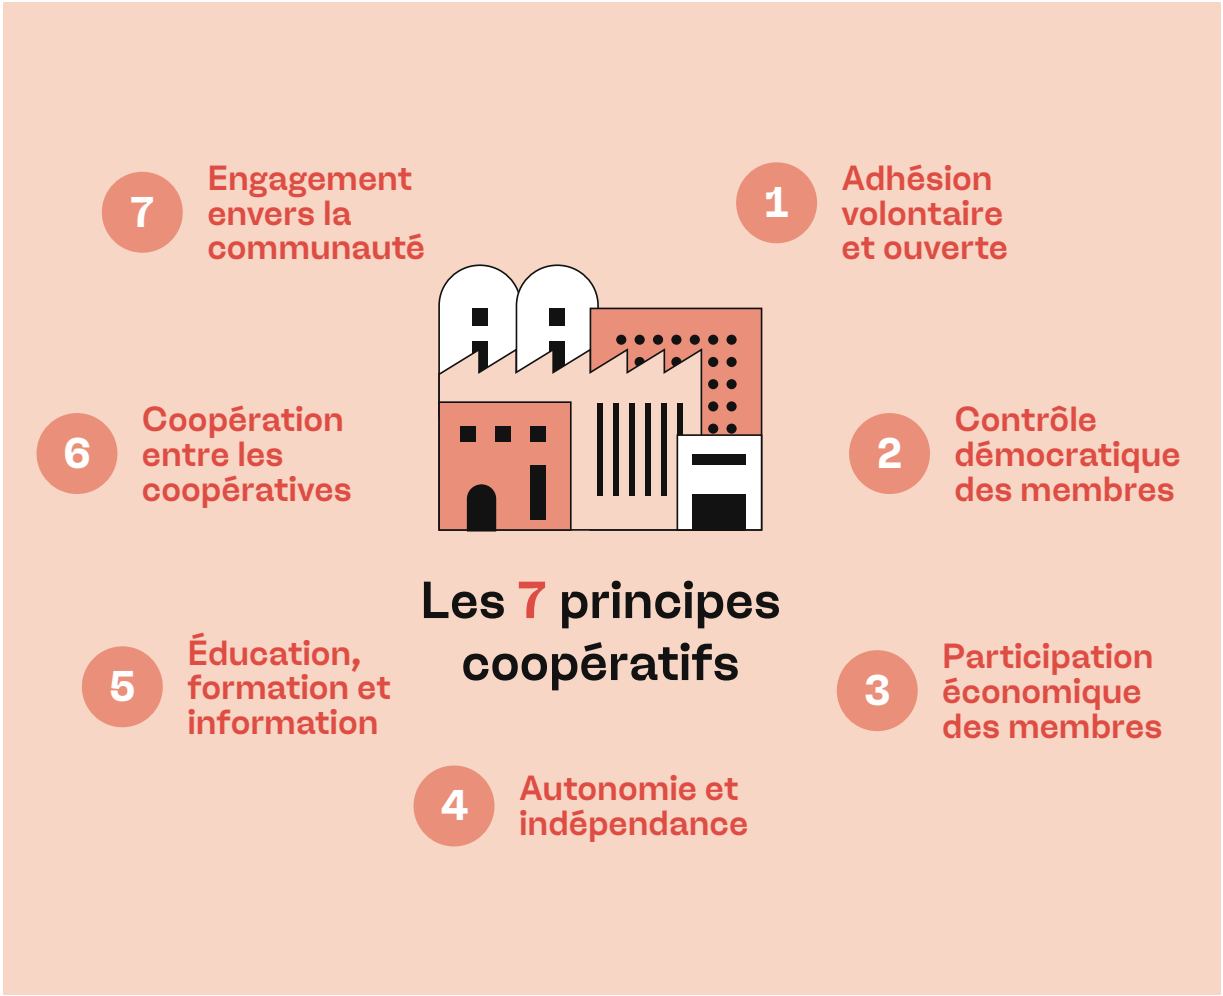 Les 7 principes
coopératifs
1
Adhésion
volontaire
et ouverte
2
Contrôle
démocratique
des membres
3
Participation
économique
des membres
4
Autonomie et
indépendance
5
Éducation,
formation et
information
6
Coopération
entre les
coopératives
7
Engagement
envers la
communauté